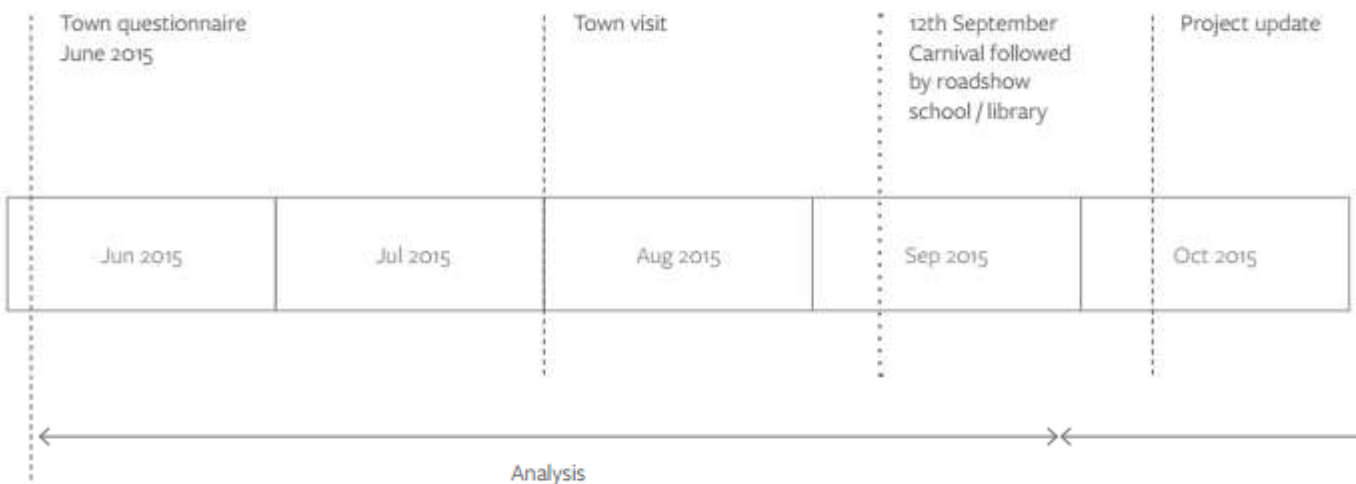 Town questionnaire
June 2015
Town visit
12th September
Carnival followed
by roadshow
school / library
Project update
Jun 2015
Jul 2015
Aug 2015
Sep 2015
Oct 2015
Analysis